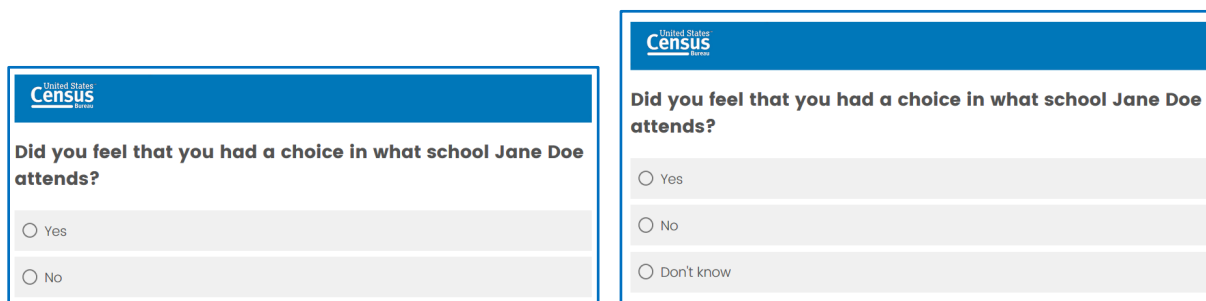 United States
Census
Bureau
Did you feel that you had a choice in what school Jane Doe
attends?
Yes
No
United States
Census
Bureau
Did you feel that you had a choice in what school Jane Doe
attends?
Yes
No
Don't know